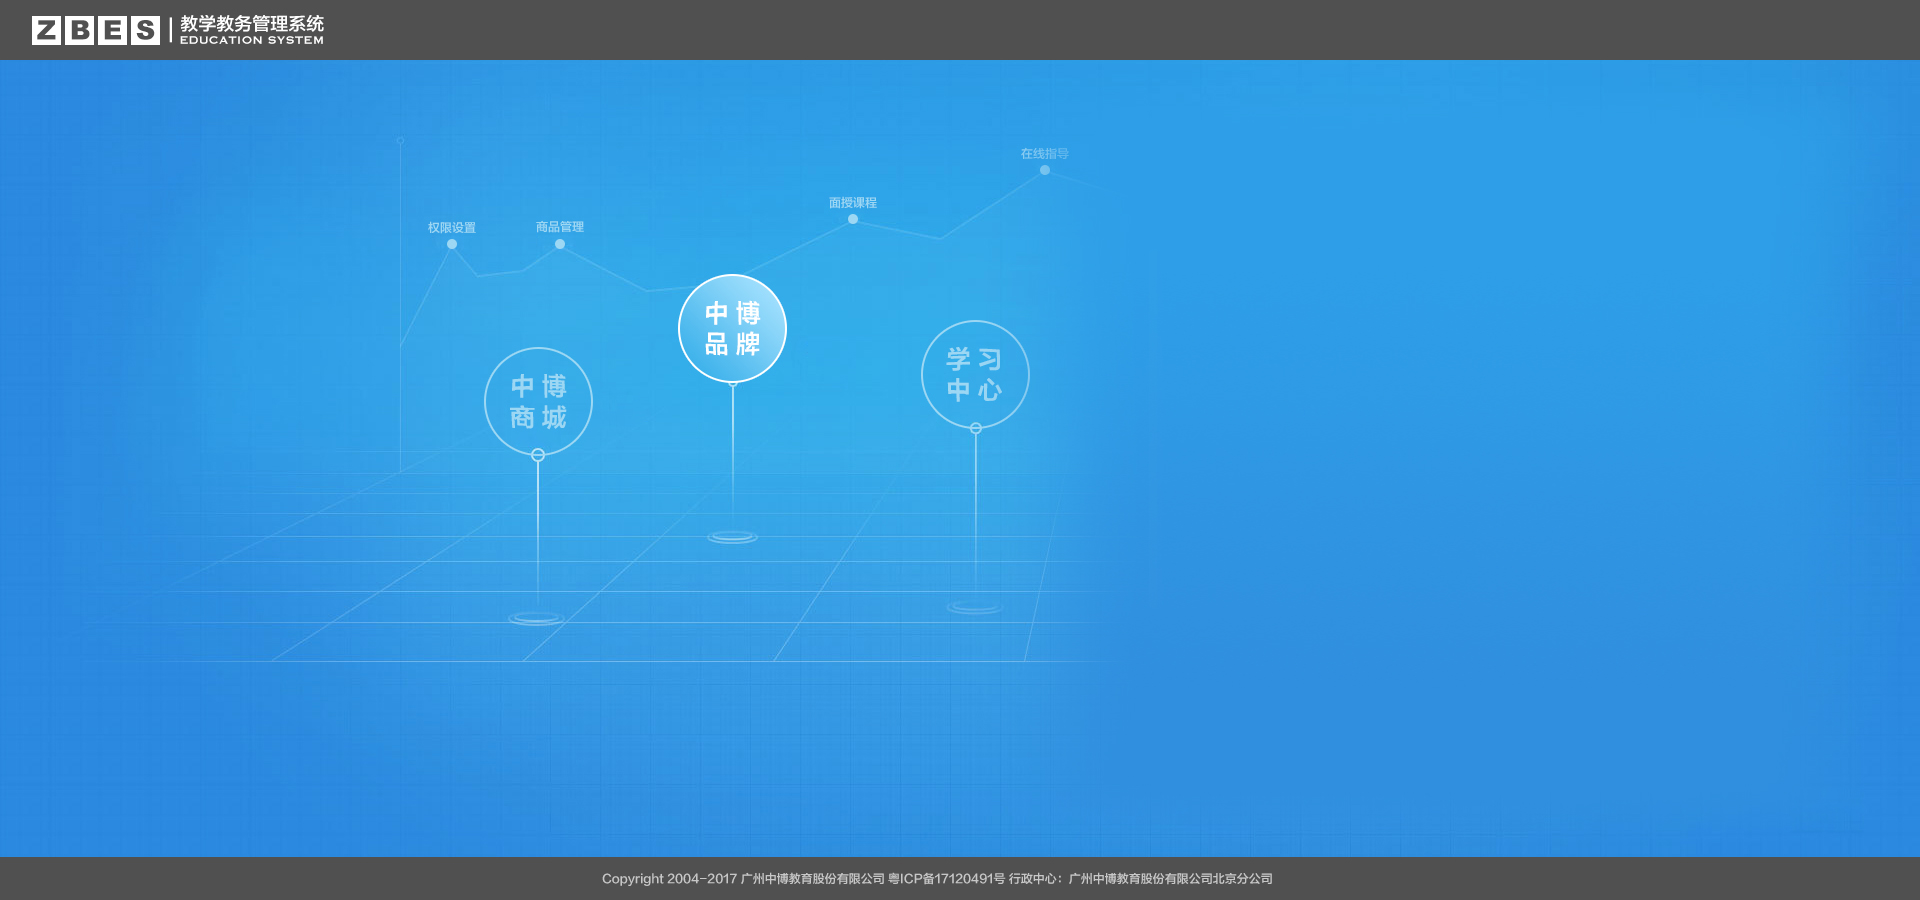 ZBES 教学教务管理系统
EDUCATION SYSTEM
在线指导
面授课程
权限设置
商品管理
中博
品牌
学习
中心
中博
商城
Copyright 2004-2017 广州中博教育股份有限公司 粤ICP备17120491号 行政中心：广州中博教育股份有限公司北京分公司